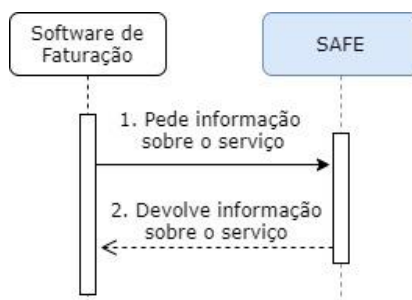 Software de
Faturação
SAFE
1. Pede informação
sobre o serviço
2. Devolve informação
sobre o serviço